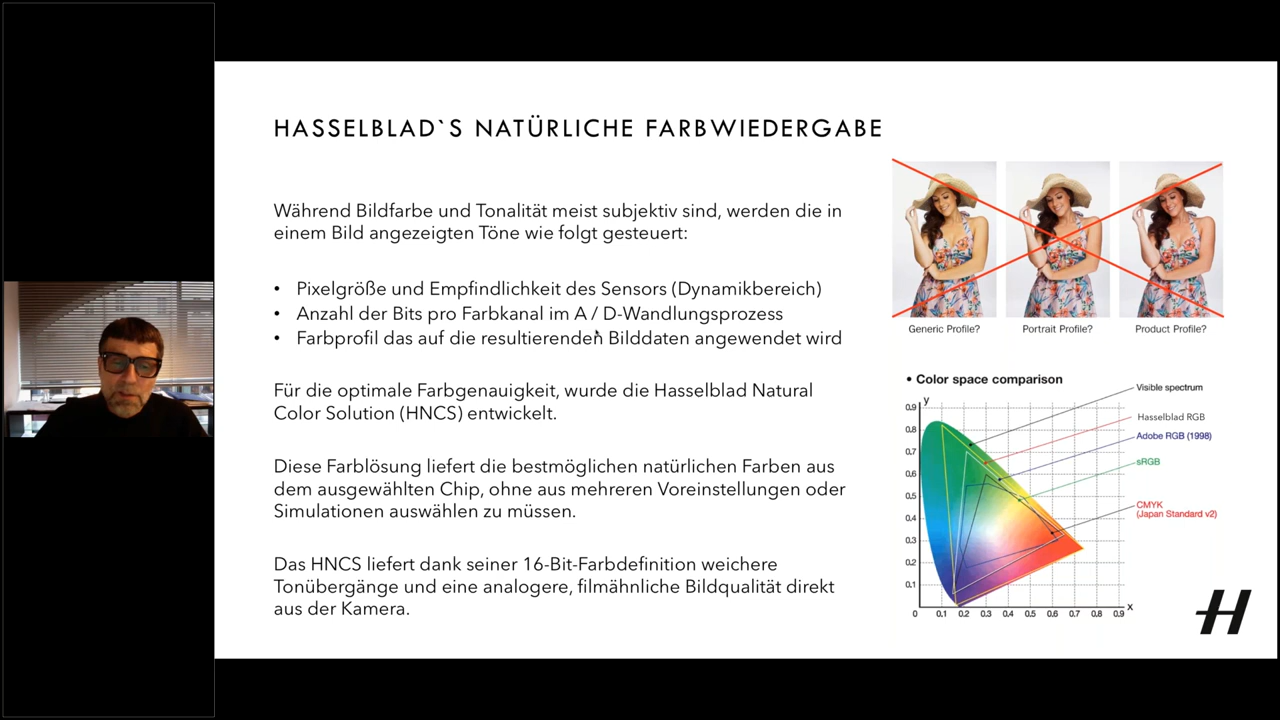 HASSELBLAD`S NATÜRLICHE FARBWIEDERGABE
Während Bildfarbe und Tonalität meist subjektiv sind, werden die in
einem Bild angezeigten Töne wie folgt gesteuert:
• Pixelgröße und Empfindlichkeit des Sensors (Dynamikbereich)
• Anzahl der Bits pro Farbkanal im A / D-Wandlungsprozess
• Farbprofil das auf die resultierenden Bilddaten angewendet wird
Für die optimale Farbgenauigkeit, wurde die Hasselblad Natural
Color Solution (HNCS) entwickelt.
Diese Farblösung liefert die bestmöglichen natürlichen Farben aus
dem ausgewählten Chip, ohne aus mehreren Voreinstellungen oder
Simulationen auswählen zu müssen.
Das HNCS liefert dank seiner 16-Bit-Farbdefinition weichere
Tonübergänge und eine analogere, filmähnliche Bildqualität direkt
aus der Kamera.
Generic Profile? Portrait Profile? Product Profile?
• Color space comparison
Visible spectrum
Hasselblad RGB
Adobe RGB (1998)
sRGB
CMYK
(Japan Standard v2)
y
0.9
0.8
0.7
0.6
0.5
0.4
0.3
0.2
0.1
0 0.1 0.2 0.3 0.4 0.5 0.6 0.7 0.8 0.9 x
H